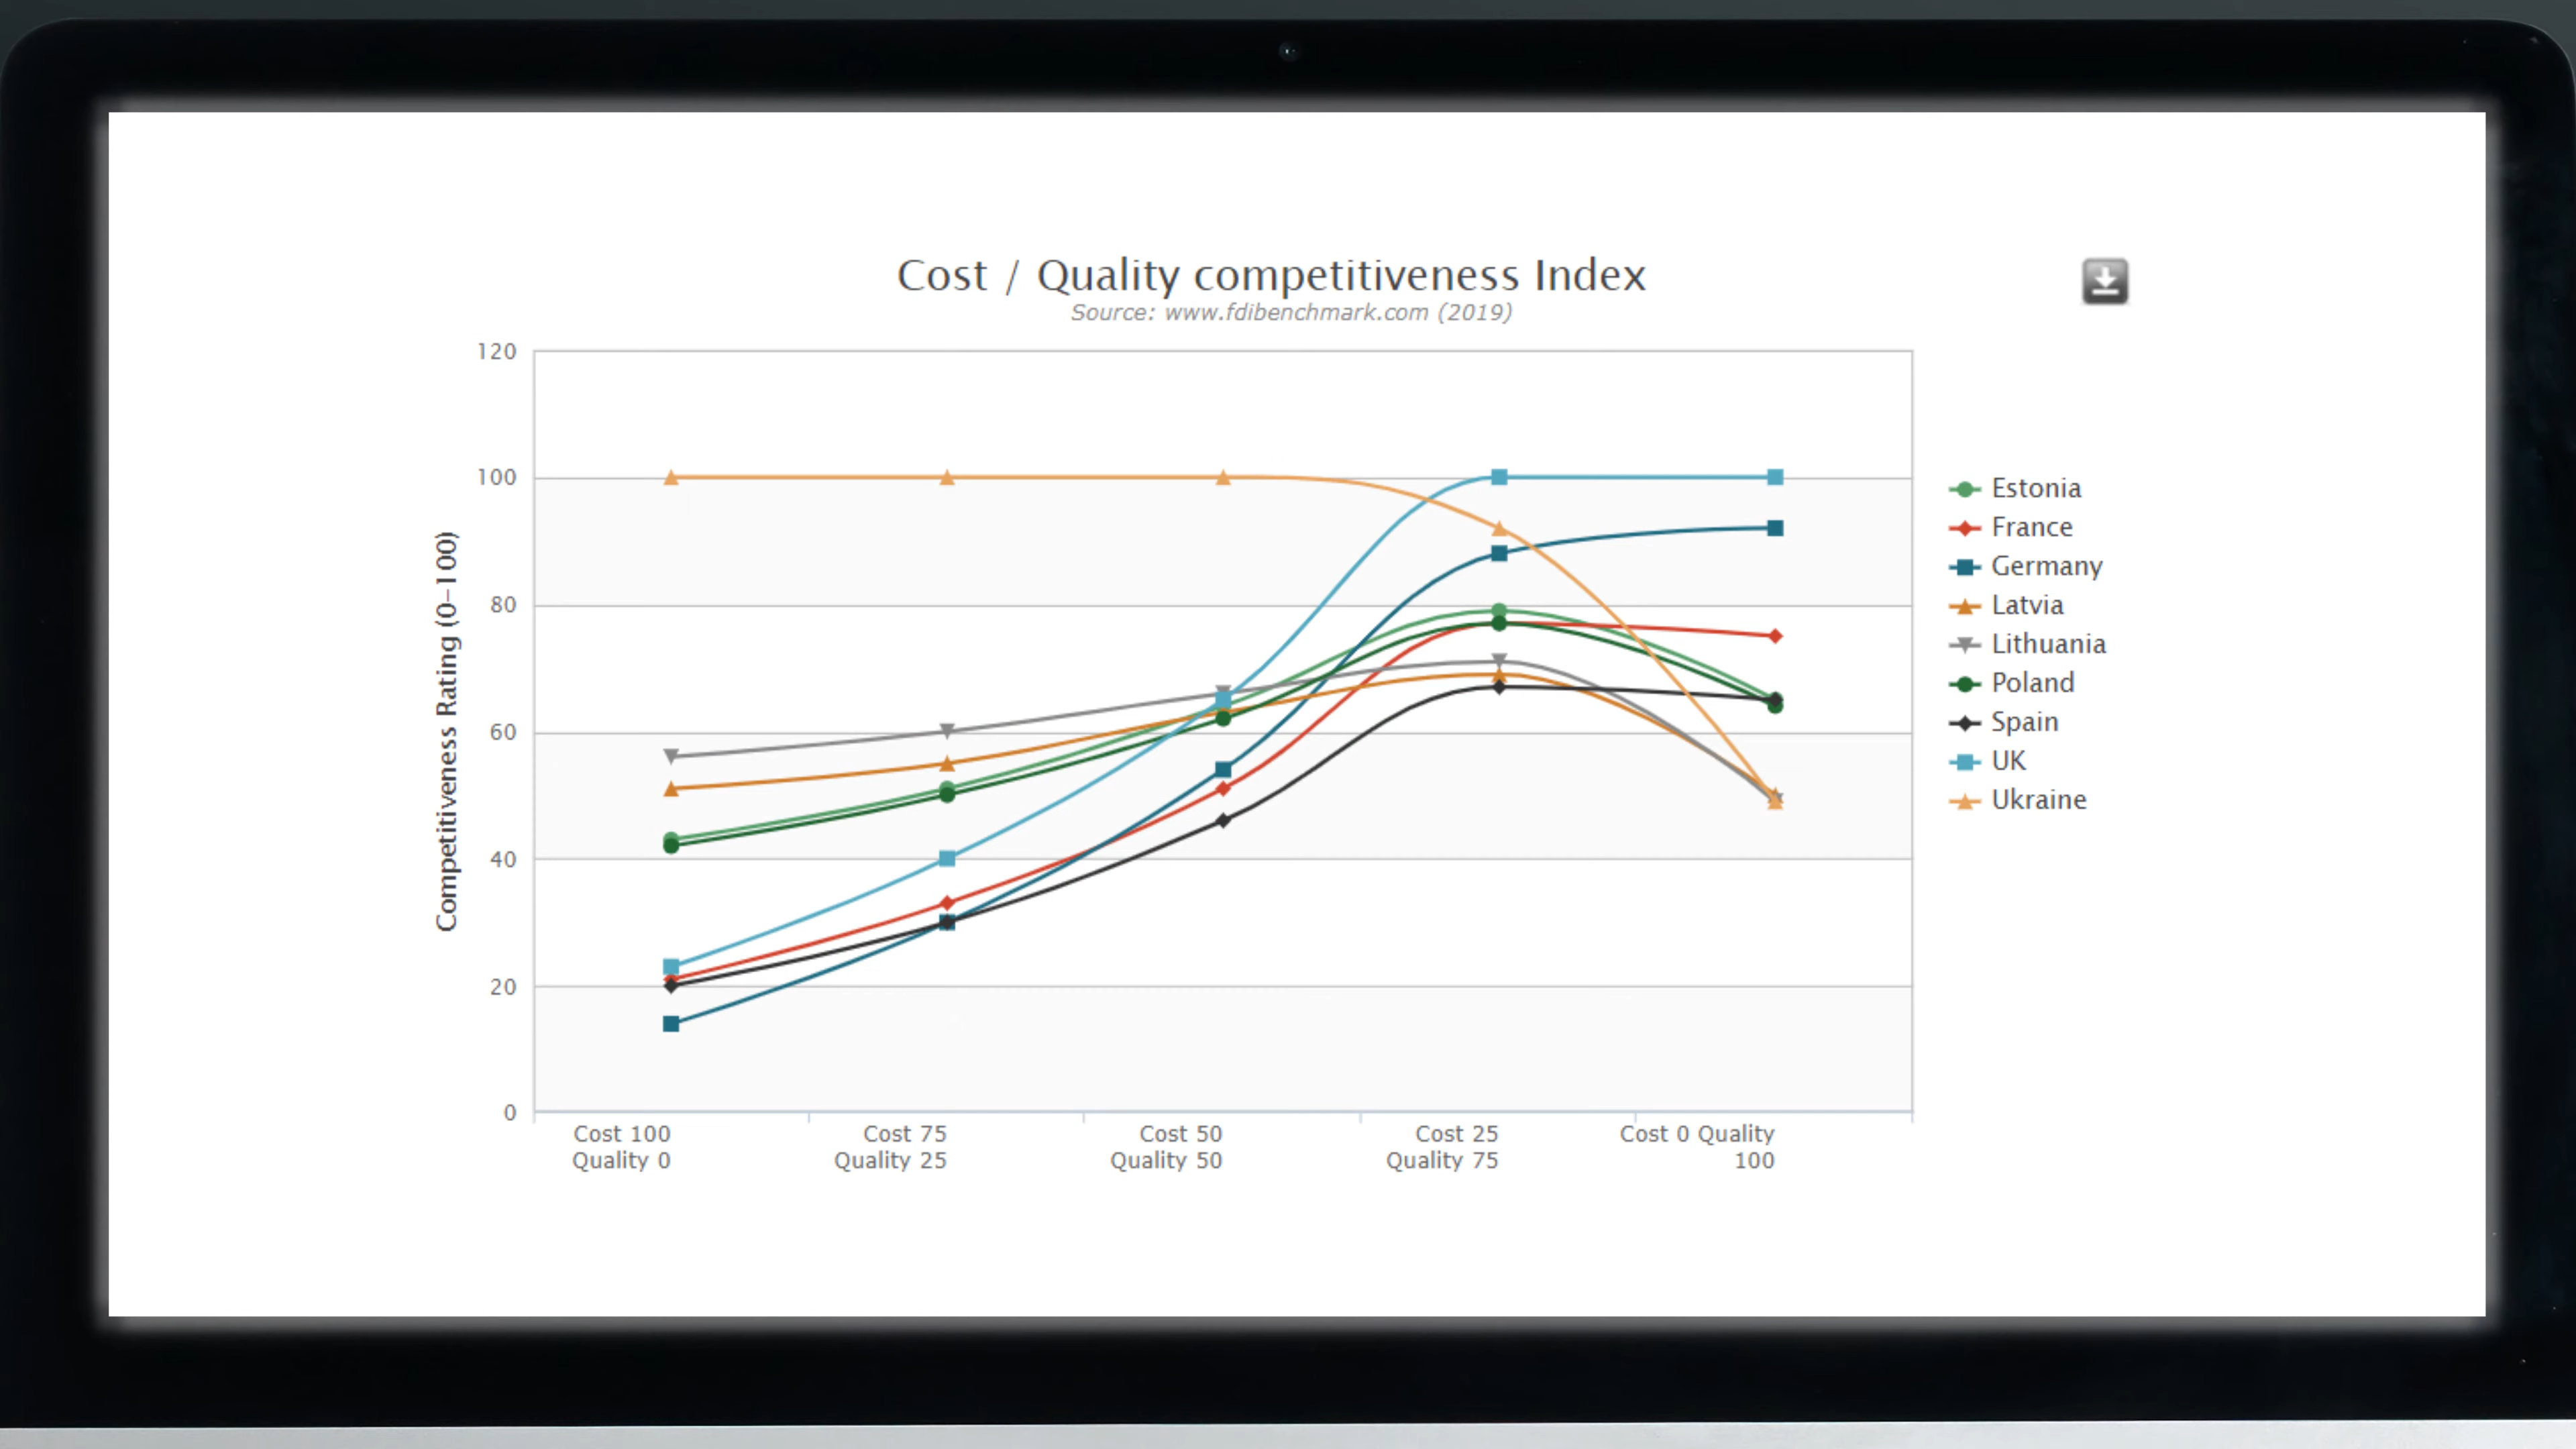 Cost / Quality competitiveness Index
Source: www.fdibenchmark.com (2019)
Competitiveness Rating (0–100)
120
100
80
60
40
20
0
Cost 100
Quality 0
Cost 75
Quality 25
Cost 50
Quality 50
Cost 25
Quality 75
Cost 0 Quality
100
Estonia
France
Germany
Latvia
Lithuania
Poland
Spain
UK
Ukraine